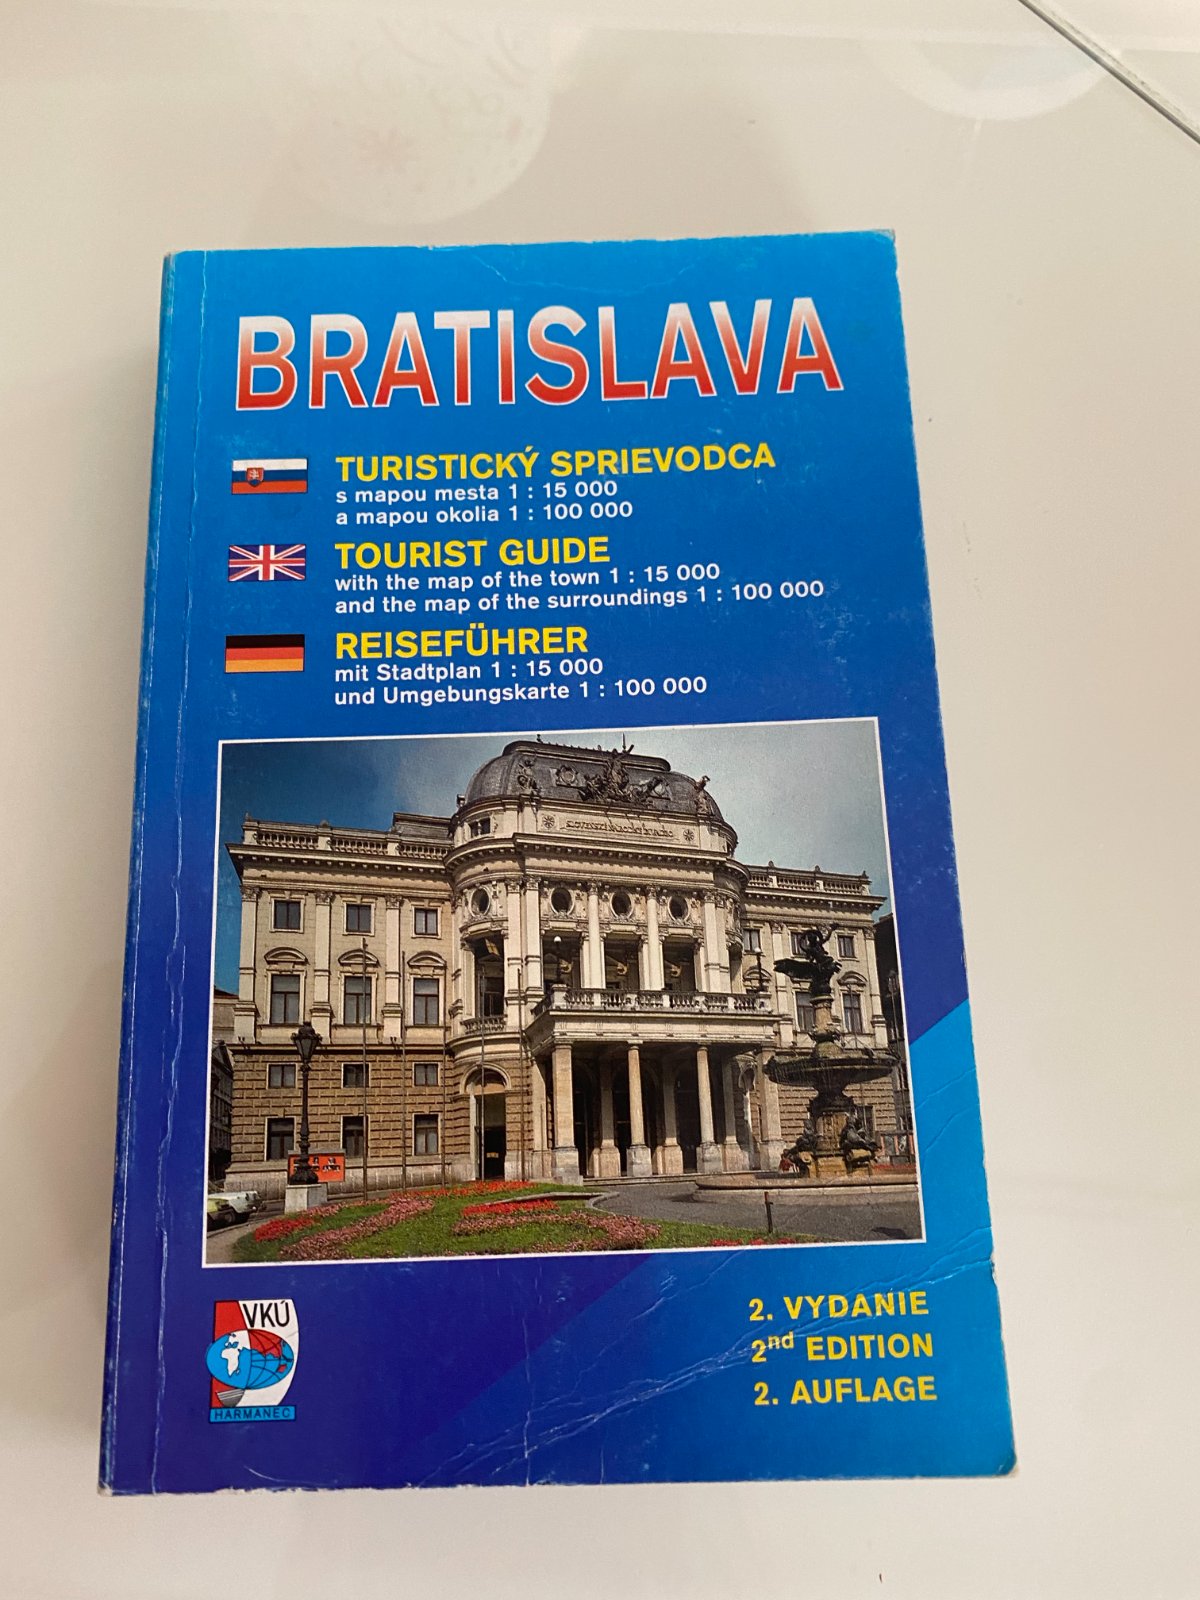 BRATISLAVA
TURISTICKÝ SPRIEVODCA
s mapou mesta 1 : 15 000
a mapou okolia 1 : 100 000
TOURIST GUIDE
with the map of the town 1 : 15 000
and the map of the surroundings 1 : 100 000
REISEFÜHRER
mit Stadtplan 1 : 15 000
und Umgebungskarte 1 : 100 000
VKÚ
HARMANEC
2. VYDANIE
2nd EDITION
2. AUFLAGE